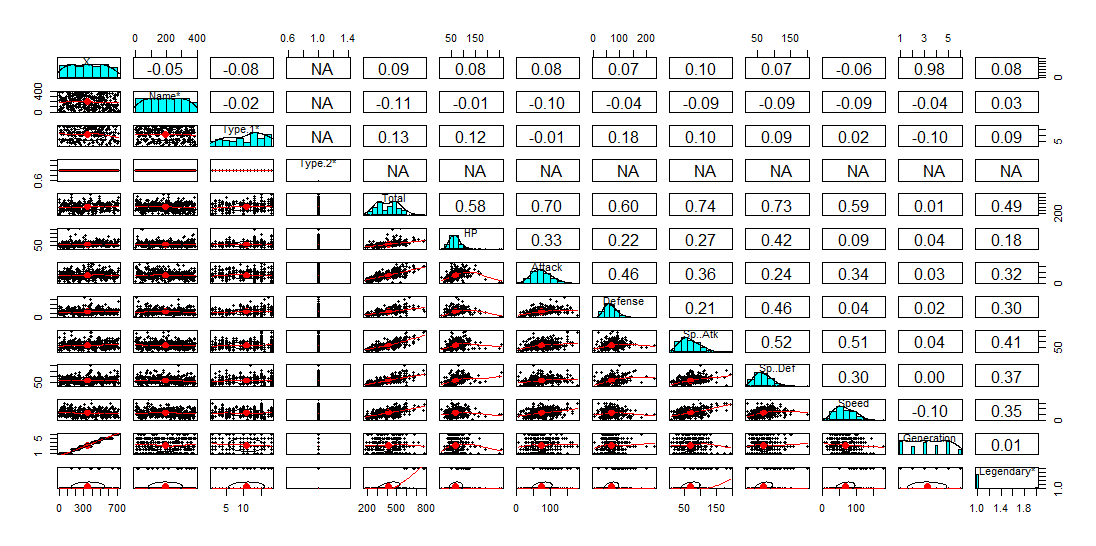 0 200 400 0.6 1.0 1.4 50 150 0 50 150 50 150 1 3 5
X -0.05 -0.08 NA 0.09 0.08 0.08 0.07 0.10 0.07 -0.06 0.98 0.08 0
0 400 Name* -0.02 NA -0.11 -0.01 -0.10 -0.04 -0.09 -0.09 -0.09 -0.04 0.03
Type.1* NA 0.13 0.12 -0.01 0.18 0.10 0.09 0.02 -0.10 0.09 5
0.6 Type.2* NA NA NA NA NA NA NA NA NA
Total 0.58 0.70 0.60 0.74 0.73 0.59 0.01 0.49 200
50 HP 0.33 0.22 0.27 0.42 0.09 0.04 0.18
Attack 0.46 0.36 0.24 0.34 0.03 0.32 0
0 Defense 0.21 0.46 0.04 0.02 0.30
Sp..Atk 0.52 0.51 0.04 0.41 50
50 Sp..Def 0.30 0.00 0.37
Speed -0.10 0.35 0
1 5 Generation 0.01
Legendary* 1.0
0 300 700 5 10 200 500 800 0 100 50 150 0 100 1.0 1.4 1.8